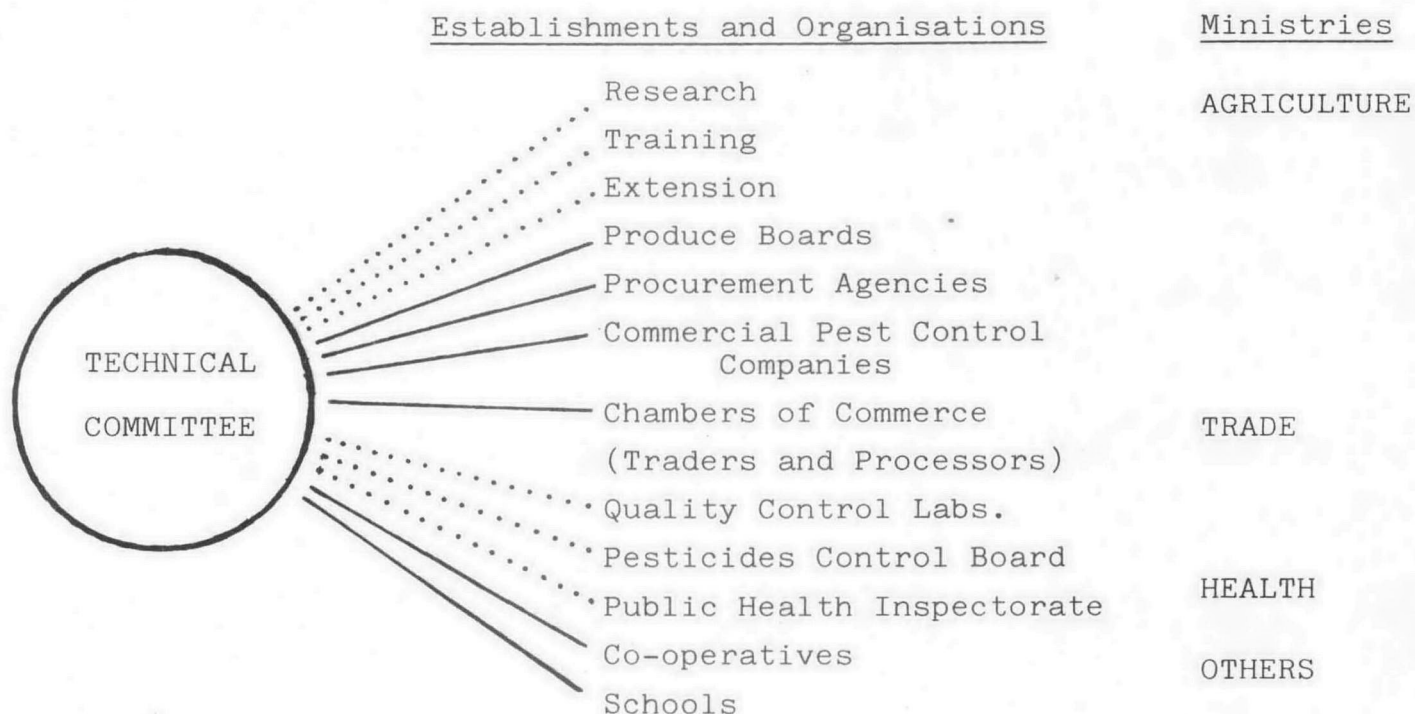 Establishments and Organisations Ministries
Research
AGRICULTURE
Training
Extension
Produce Boards
Procurement Agencies
Commercial Pest Control
Companies
TECHNICAL
COMMITTEE
Chambers of Commerce
TRADE
(Traders and Processors)
Quality Control Labs.
Pesticides Control Board
HEALTH
Public Health Inspectorate
Co-operatives
OTHERS
Schools